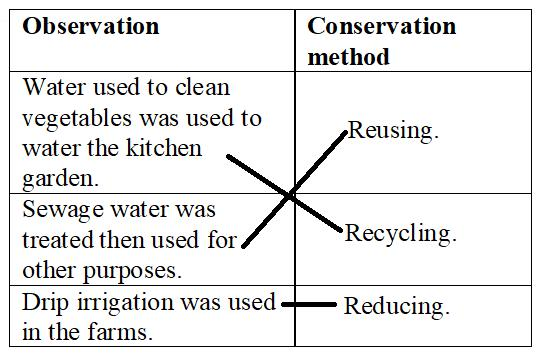 Observation
Conservation
method
Water used to clean
vegetables was used to
water the kitchen
garden.
Reusing.
Sewage water was
treated then used for
other purposes.
Recycling.
Drip irrigation was used
in the farms.
Reducing.